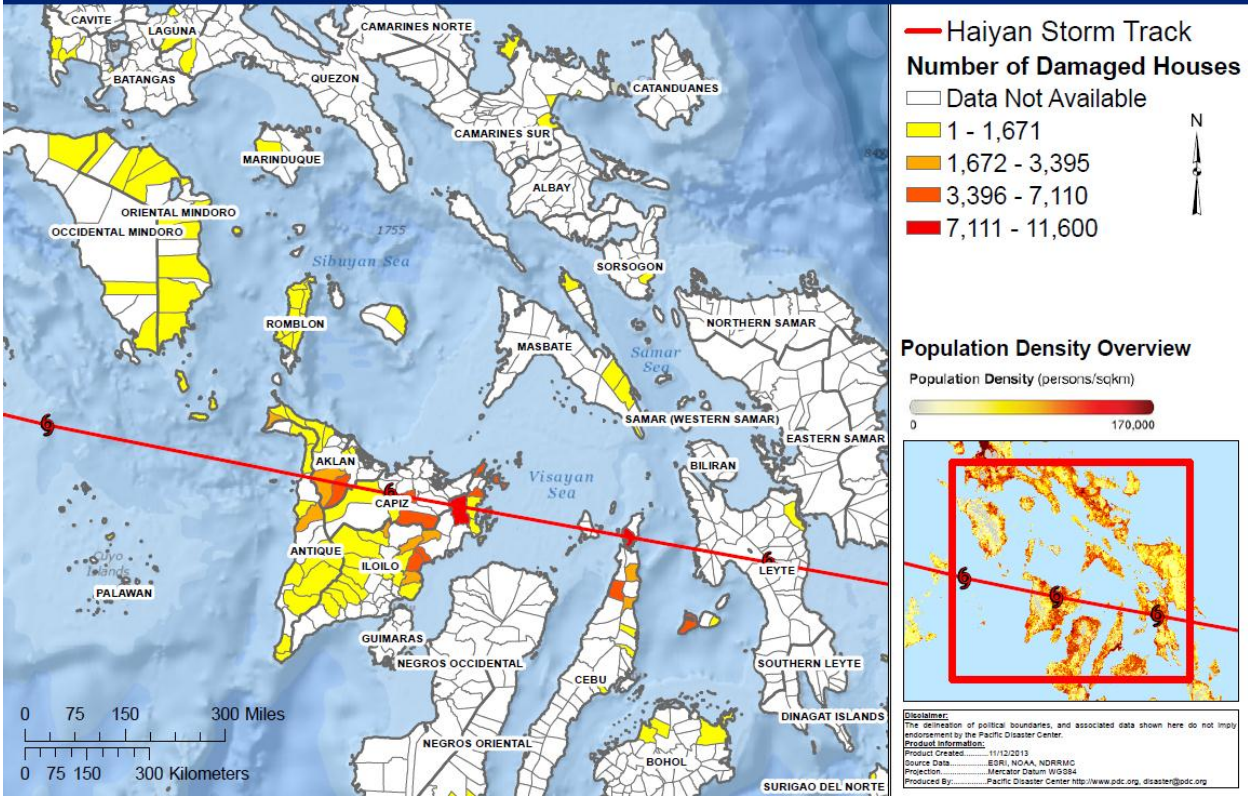 CAVITE
LAGUNA
CAMARINES NORTE
BATANGAS
QUEZON
CATANDUANES
CAMARINES SUR
MARINDUQUE
ALBAY
ORIENTAL MINDORO
OCCIDENTAL MINDORO
1755
Sibuyan Sea
SORSOGON
ROMBLON
NORTHERN SAMAR
MASBATE
Samar
Sea
SAMAR (WESTERN SAMAR)
EASTERN SAMAR
AKLAN
BILIRAN
Visayan
Sea
CAPIZ
ANTIQUE
ILOILO
LEYTE
Cuyo
Islands
PALAWAN
GUIMARAS
NEGROS OCCIDENTAL
SOUTHERN LEYTE
CEBU
DINAGAT ISLANDS
NEGROS ORIENTAL
BOHOL
SURIGAO DEL NORTE
0 75 150 300 Miles
0 75 150 300 Kilometers
Haiyan Storm Track
Number of Damaged Houses
Data Not Available
1 - 1,671
1,672 - 3,395
3,396 - 7,110
7,111 - 11,600
N
Population Density Overview
Population Density (persons/sqkm)
0 170,000
Disclaimer:
The delineation of political boundaries, and associated data shown here do not imply
endorsement by the Pacific Disaster Center.
Product Information:
Product Created..........11/12/2013
Source Data..............ESRI, NOAA, NDRRMC
Projection................Mercator Datum WGS84
Produced By:..........Pacific Disaster Center http://www.pdc.org, disaster@pdc.org